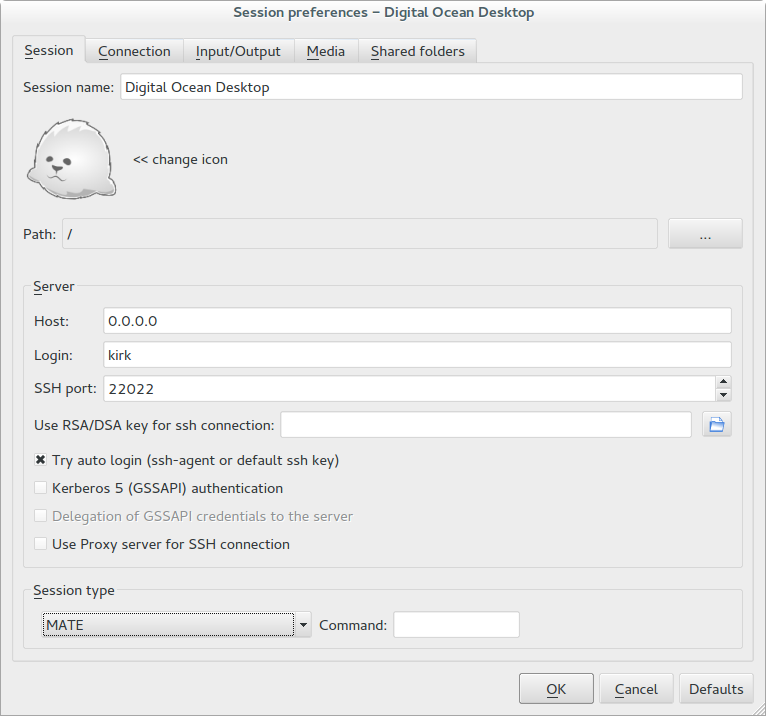 Session preferences – Digital Ocean Desktop
Session Connection Input/Output Media Shared folders
Session name: Digital Ocean Desktop
<< change icon
Path: / ...
Server
Host: 0.0.0.0
Login: kirk
SSH port: 22022
Use RSA/DSA key for ssh connection:
Try auto login (ssh-agent or default ssh key)
Kerberos 5 (GSSAPI) authentication
Delegation of GSSAPI credentials to the server
Use Proxy server for SSH connection
Session type
MATE Command:
OK Cancel Defaults